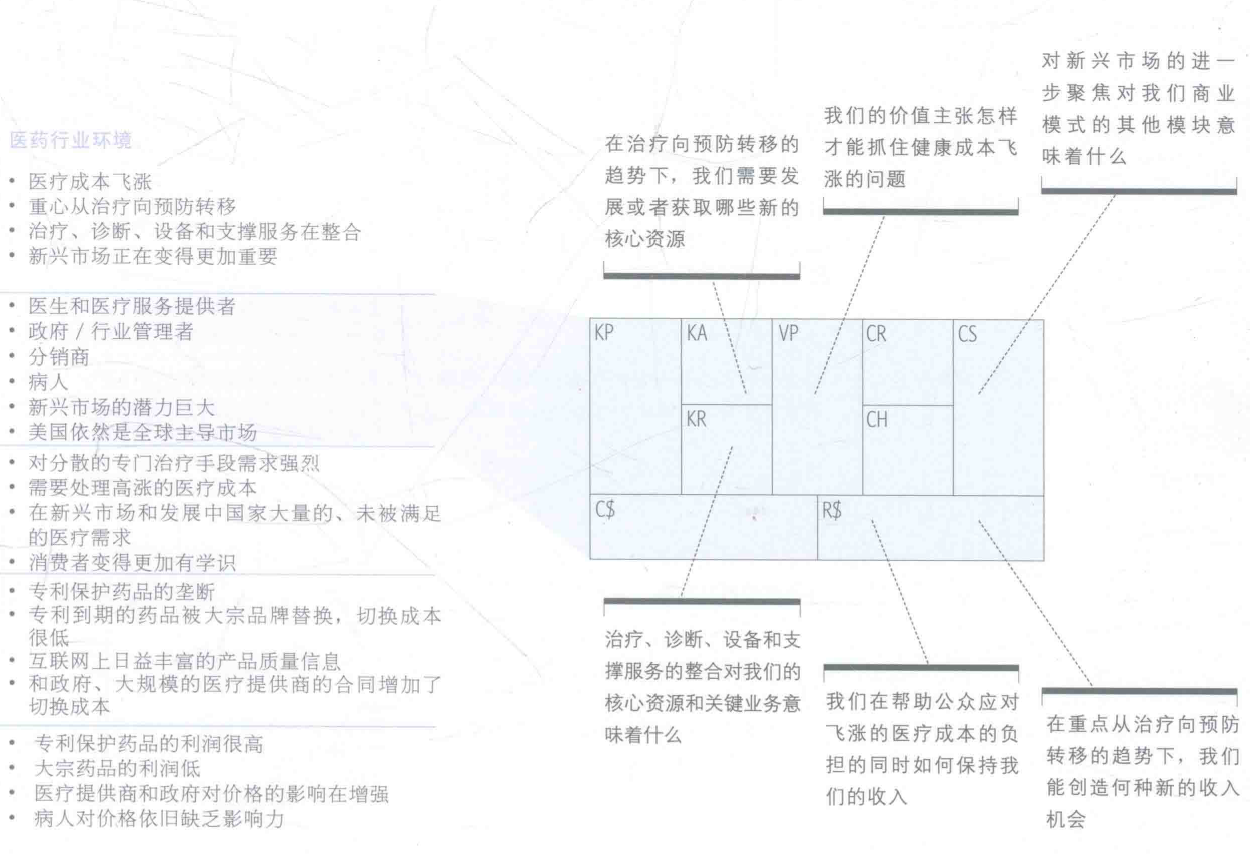 医药行业环境
• 医疗成本飞涨
• 重心从治疗向预防转移
• 治疗、诊断、设备和支撑服务在整合
• 新兴市场正在变得更加重要
• 医生和医疗服务提供者
• 政府 / 行业管理者
• 分销商
• 病人
• 新兴市场的潜力巨大
• 美国依然是全球主导市场
• 对分散的专门治疗手段需求强烈
• 需要处理高涨的医疗成本
• 在新兴市场和发展中国家大量的、未被满足
的医疗需求
• 消费者变得更加有学识
• 专利保护药品的垄断
• 专利到期的药品被大宗品牌替换，切换成本
很低
• 互联网上日益丰富的产品质量信息
• 和政府、大规模的医疗提供商的合同增加了
切换成本
• 专利保护药品的利润很高
• 大宗药品的利润低
• 医疗提供商和政府对价格的影响在增强
• 病人对价格依旧缺乏影响力
在治疗向预防转移的
趋势下，我们需要发
展或者获取哪些新的
核心资源
我们的价值主张怎样
才能抓住健康成本飞
涨的问题
对新兴市场的进一
步聚焦对我们商业
模式的其他模块意
味着什么
KP
KA
VP
CR
CS
KR
CH
C$
R$
治疗、诊断、设备和支
撑服务的整合对我们的
核心资源和关键业务意
味着什么
我们在帮助公众应对
飞涨的医疗成本的负
担的同时如何保持我
们的收入
在重点从治疗向预防
转移的趋势下，我们
能创造何种新的收入
机会